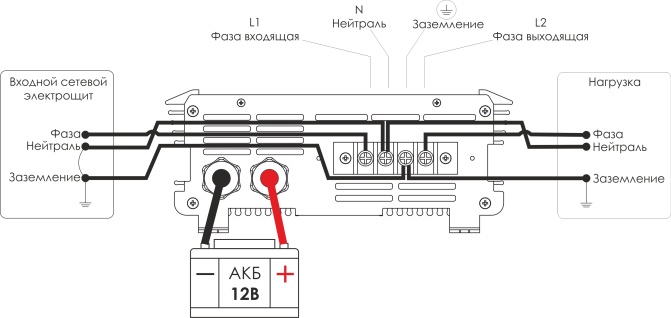 L1
Фаза входящая
N
Нейтраль
Заземление
L2
Фаза выходящая
Входной сетевой
электрощит
Фаза
Нейтраль
Заземление
Нагрузка
Фаза
Нейтраль
Заземление
− АКБ +
12В